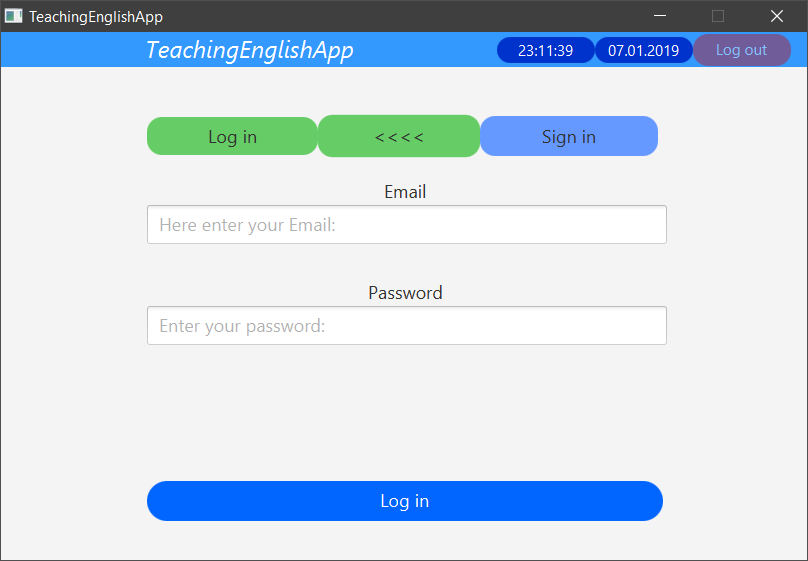 TeachingEnglishApp
TeachingEnglishApp 23:11:39 07.01.2019 Log out
Log in <<<< Sign in
Email
Here enter your Email:
Password
Enter your password:
Log in